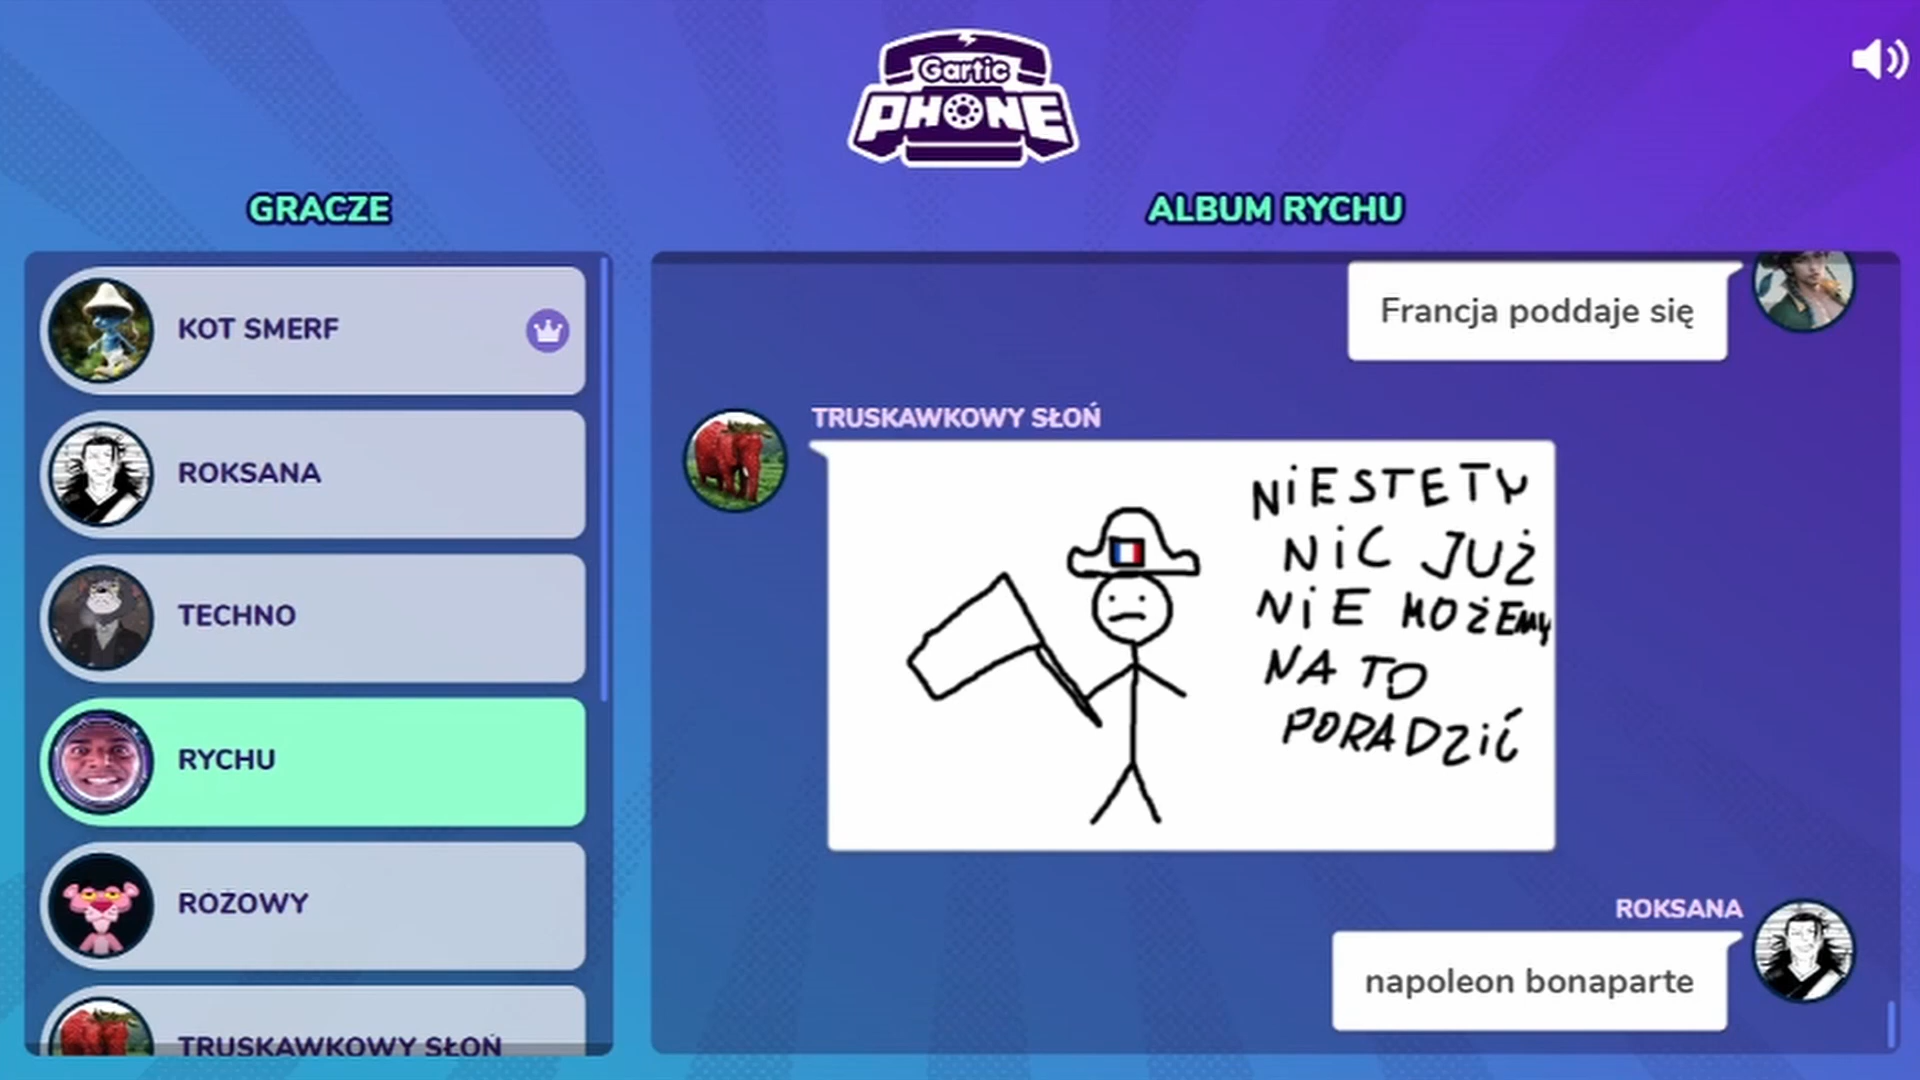 Gartic
PHONE
GRACZE
ALBUM RYCHU
KOT SMERF
ROKSANA
TECHNO
RYCHU
RÓŻOWY
TRUSKAWKOWY SŁOŃ
Francja poddaje się
TRUSKAWKOWY SŁOŃ
NIESTETY
NIC JUŻ
NIE MOŻEMY
NA TO
PORADZIĆ
ROKSANA
napoleon bonaparte